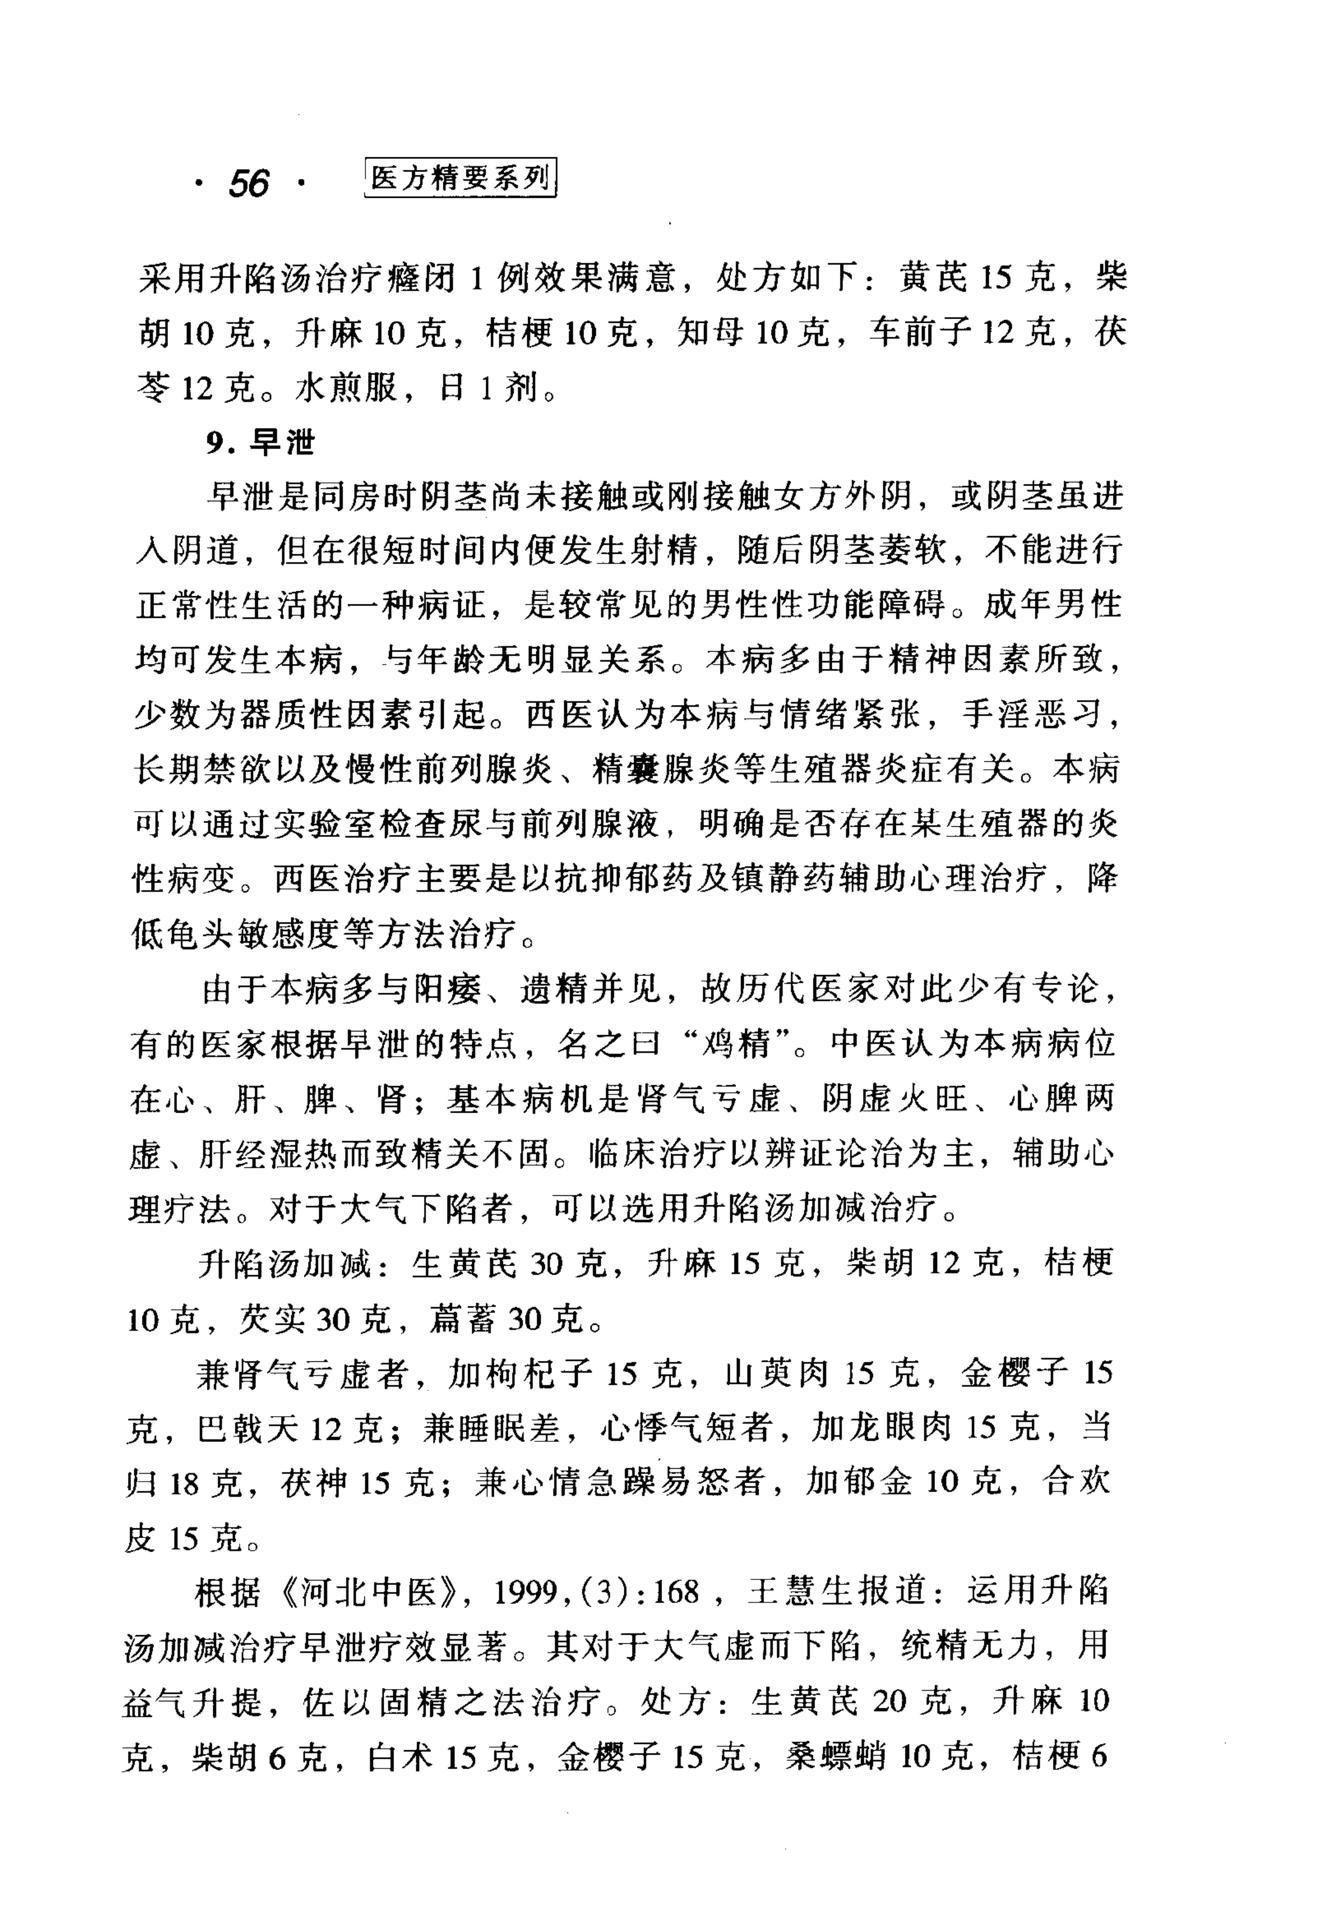 · 56 · 医方精要系列
采用升陷汤治疗癃闭 1 例效果满意，处方如下：黄芪 15 克，柴
胡 10 克，升麻 10 克，桔梗 10 克，知母 10 克，车前子 12 克，茯
苓 12 克。水煎服，日 1 剂。
9. 早泄
早泄是同房时阴茎尚未接触或刚接触女方外阴，或阴茎虽进
入阴道，但在很短时间内便发生射精，随后阴茎萎软，不能进行
正常性生活的一种病证，是较常见的男性性功能障碍。成年男性
均可发生本病，与年龄无明显关系。本病多由于精神因素所致，
少数为器质性因素引起。西医认为本病与情绪紧张，手淫恶习，
长期禁欲以及慢性前列腺炎、精囊腺炎等生殖器炎症有关。本病
可以通过实验室检查尿与前列腺液，明确是否存在某生殖器的炎
性病变。西医治疗主要是以抗抑郁药及镇静药辅助心理治疗，降
低龟头敏感度等方法治疗。
由于本病多与阳痿、遗精并见，故历代医家对此少有专论，
有的医家根据早泄的特点，名之曰“鸡精”。中医认为本病病位
在心、肝、脾、肾；基本病机是肾气亏虚、阴虚火旺、心脾两
虚、肝经湿热而致精关不固。临床治疗以辨证论治为主，辅助心
理疗法。对于大气下陷者，可以选用升陷汤加减治疗。
升陷汤加减：生黄芪 30 克，升麻 15 克，柴胡 12 克，桔梗
10 克，芡实 30 克，萹蓄 30 克。
兼肾气亏虚者，加枸杞子 15 克，山萸肉 15 克，金樱子 15
克，巴戟天 12 克；兼睡眠差，心悸气短者，加龙眼肉 15 克，当
归 18 克，茯神 15 克；兼心情急躁易怒者，加郁金 10 克，合欢
皮 15 克。
根据《河北中医》，1999，(3)：168 ，王慧生报道：运用升陷
汤加减治疗早泄疗效显著。其对于大气虚而下陷，统精无力，用
益气升提，佐以固精之法治疗。处方：生黄芪 20 克，升麻 10
克，柴胡 6 克，白术 15 克，金樱子 15 克，桑螵蛸 10 克，桔梗 6